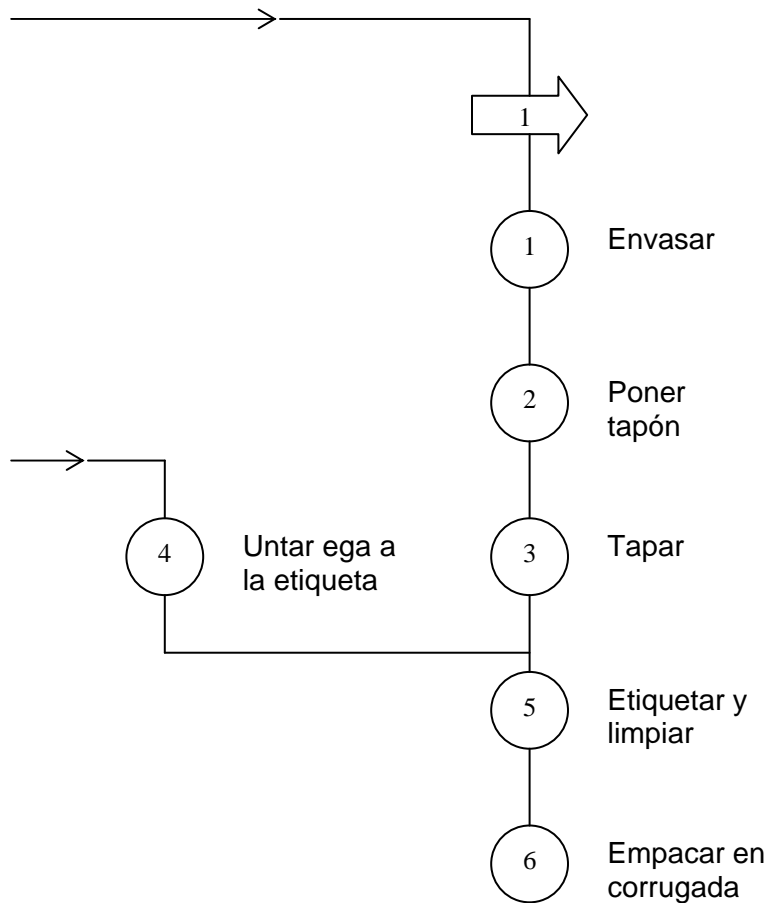 1
1 Envasar
2 Poner
tapón
4 Untar ega a
la etiqueta
3 Tapar
5 Etiquetar y
limpiar
6 Empacar en
corrugada